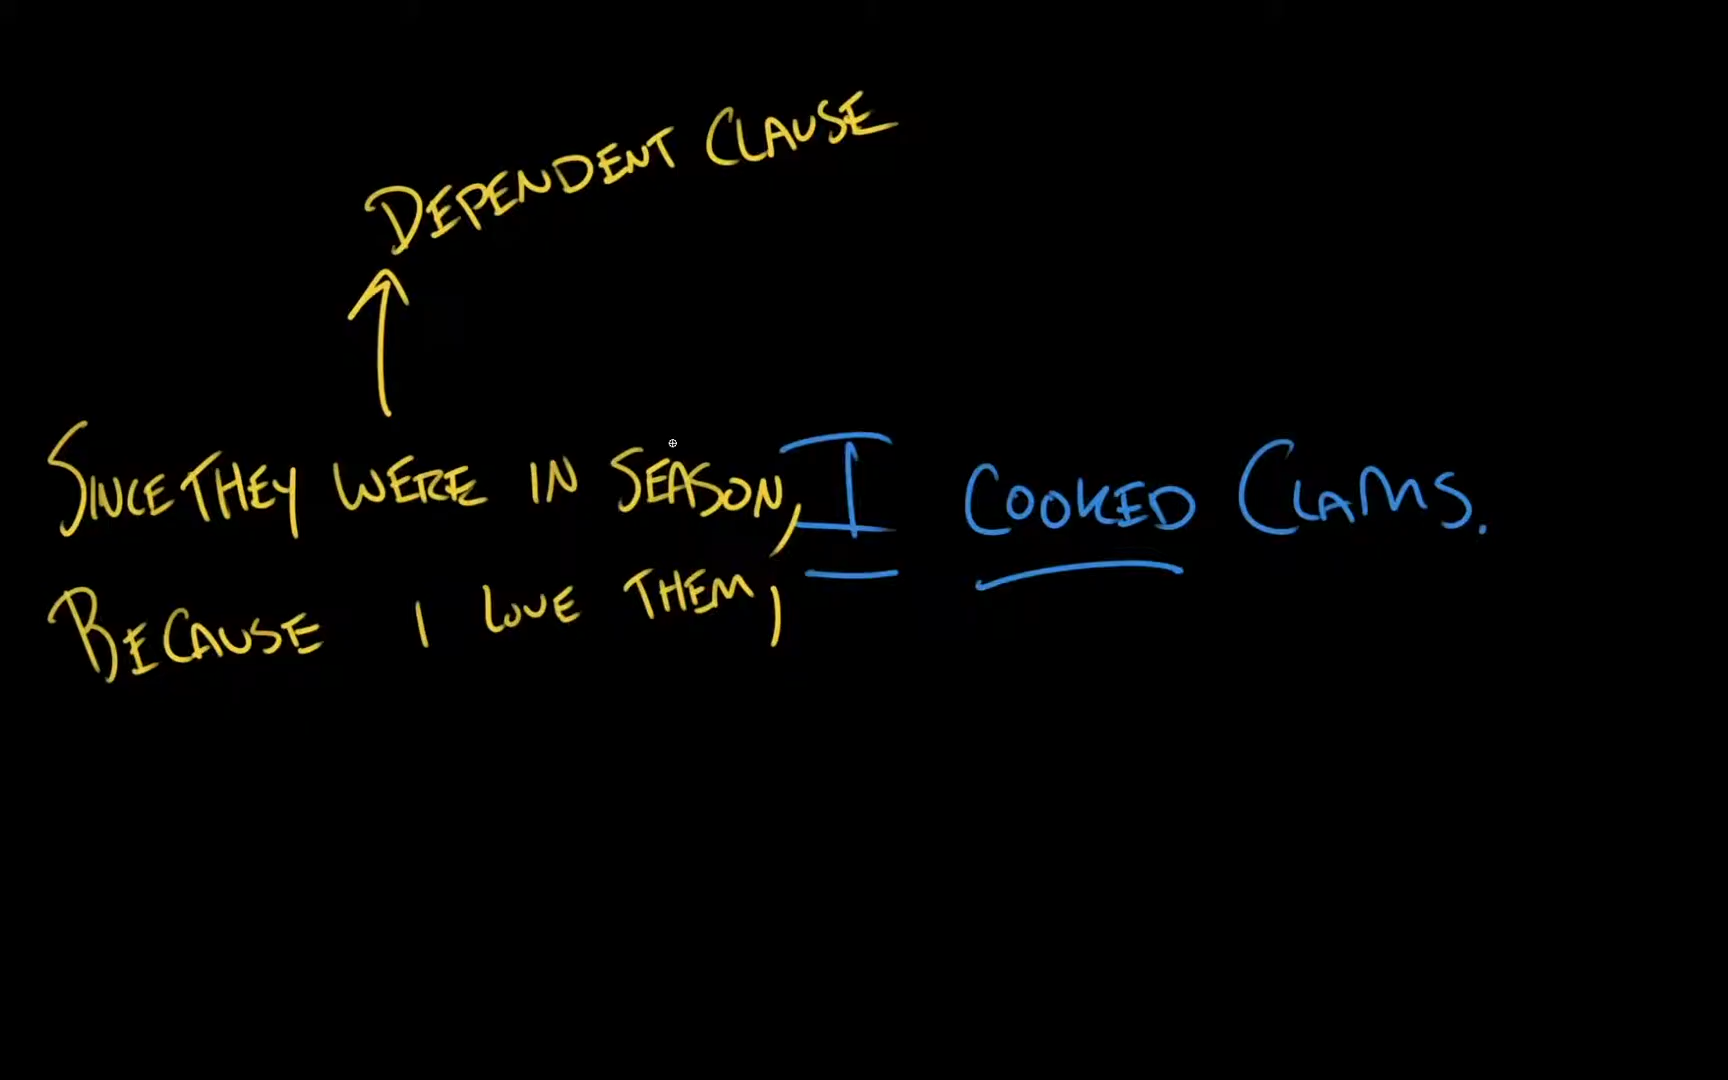 DEPENDENT CLAUSE
SINCE THEY WERE IN SEASON, I COOKED CLAMS.
BECAUSE I LOVE THEM,